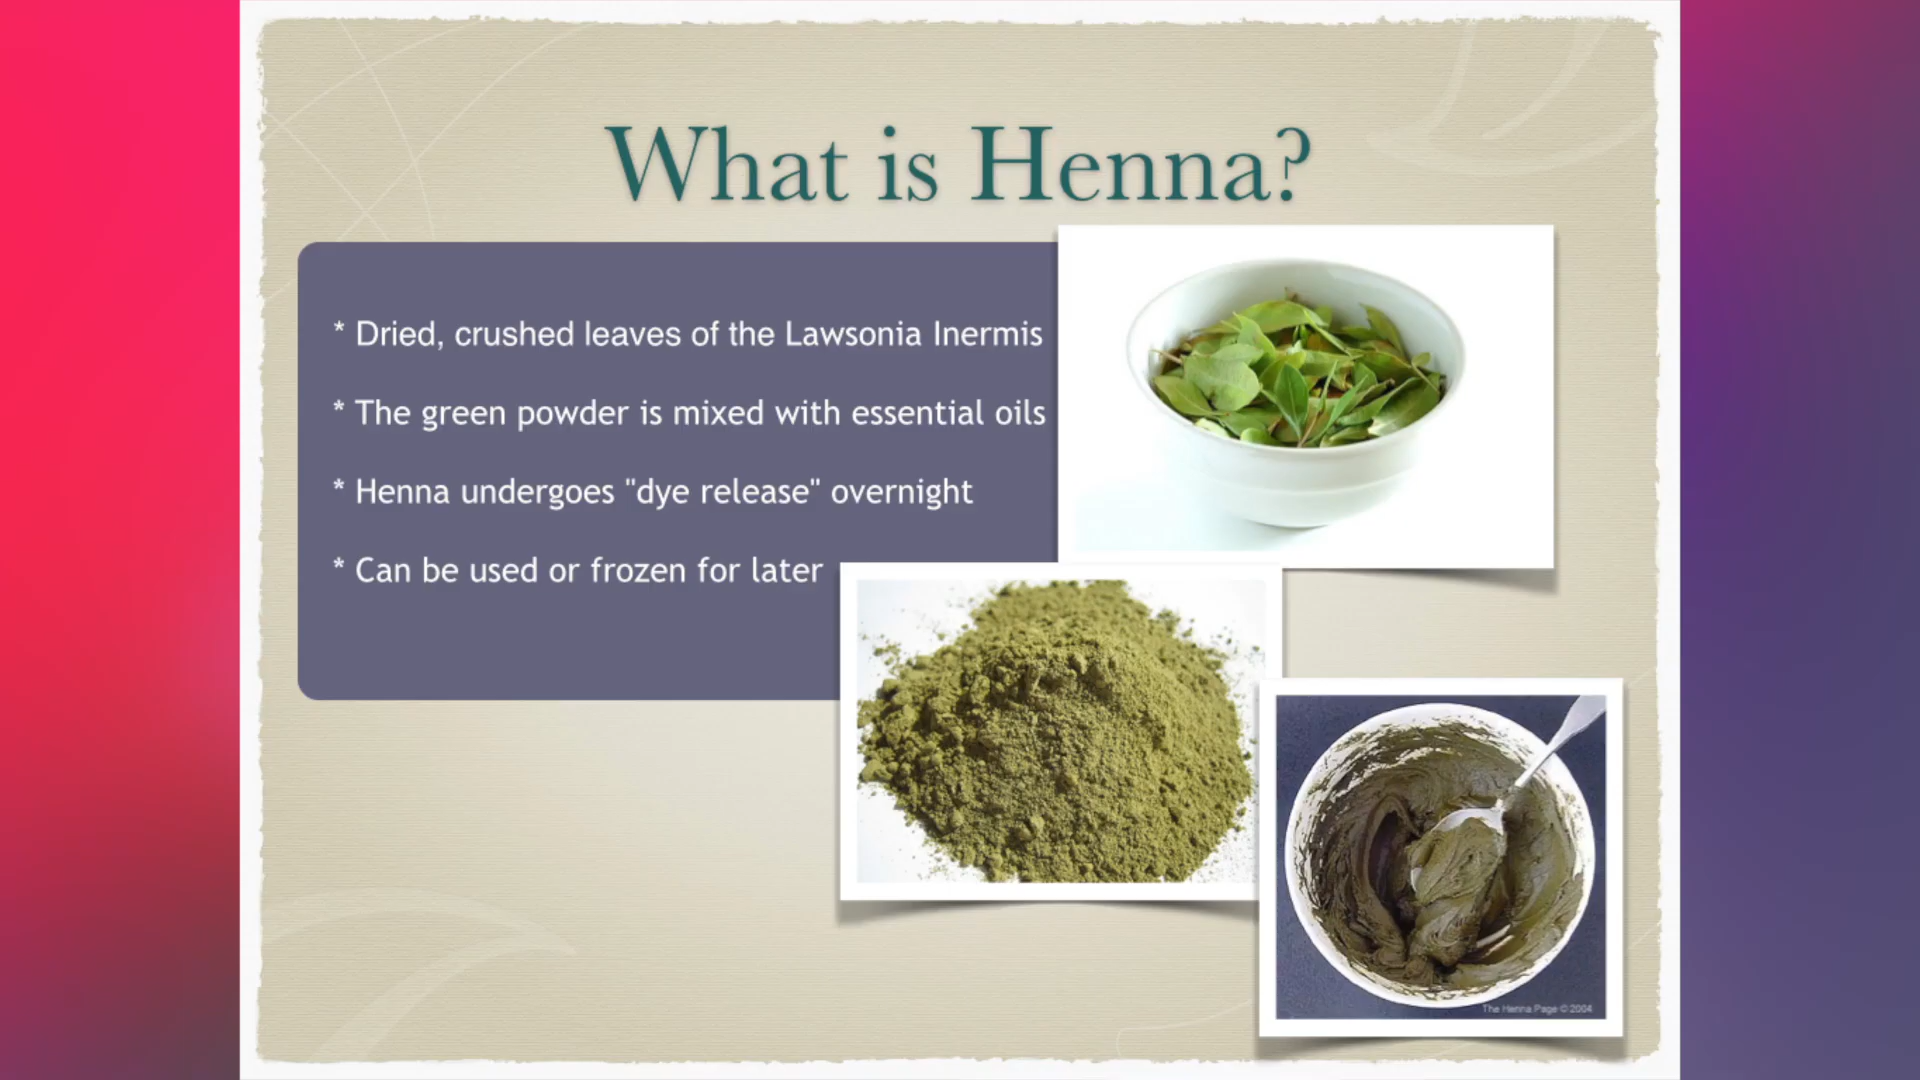 What is Henna?
* Dried, crushed leaves of the Lawsonia Inermis
* The green powder is mixed with essential oils
* Henna undergoes "dye release" overnight
* Can be used or frozen for later
The Henna Page © 2004